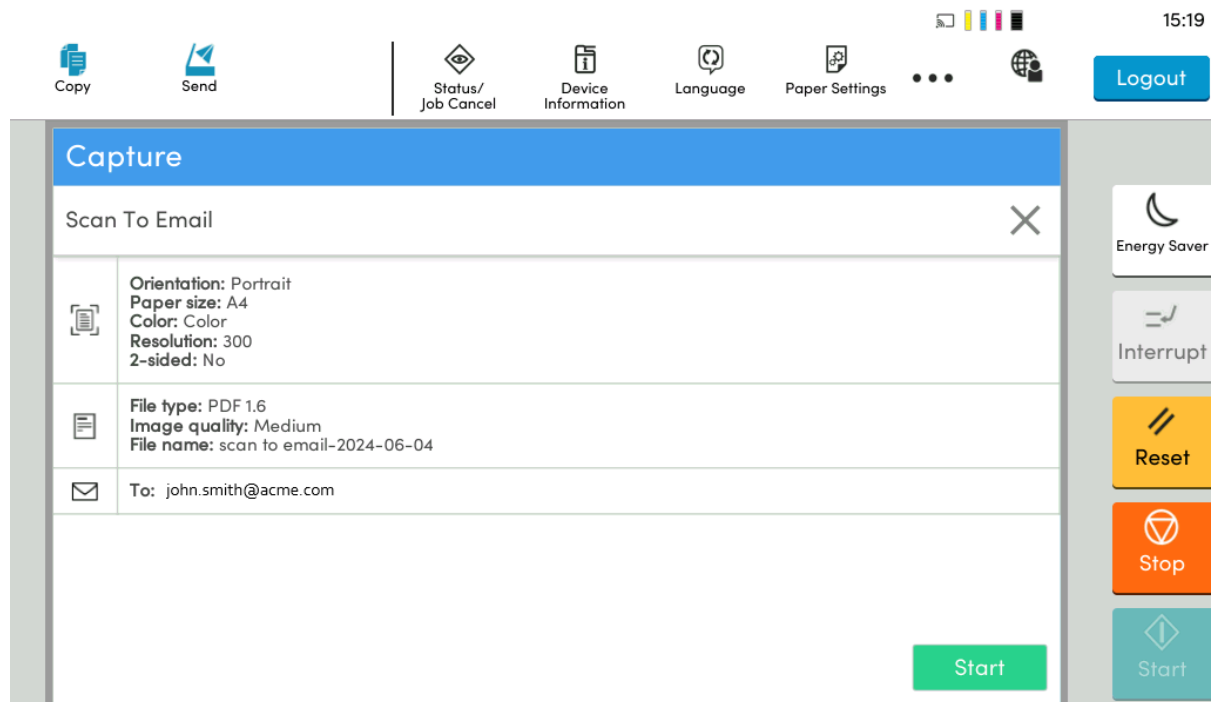 15:19
Copy
Send
Status/
Job Cancel
Device
Information
Language
Paper Settings
Logout
Capture
Scan To Email
Energy Saver
Orientation: Portrait
Paper size: A4
Color: Color
Resolution: 300
2-sided: No
Interrupt
File type: PDF 1.6
Image quality: Medium
File name: scan to email-2024-06-04
Reset
To: john.smith@acme.com
Stop
Start
Start